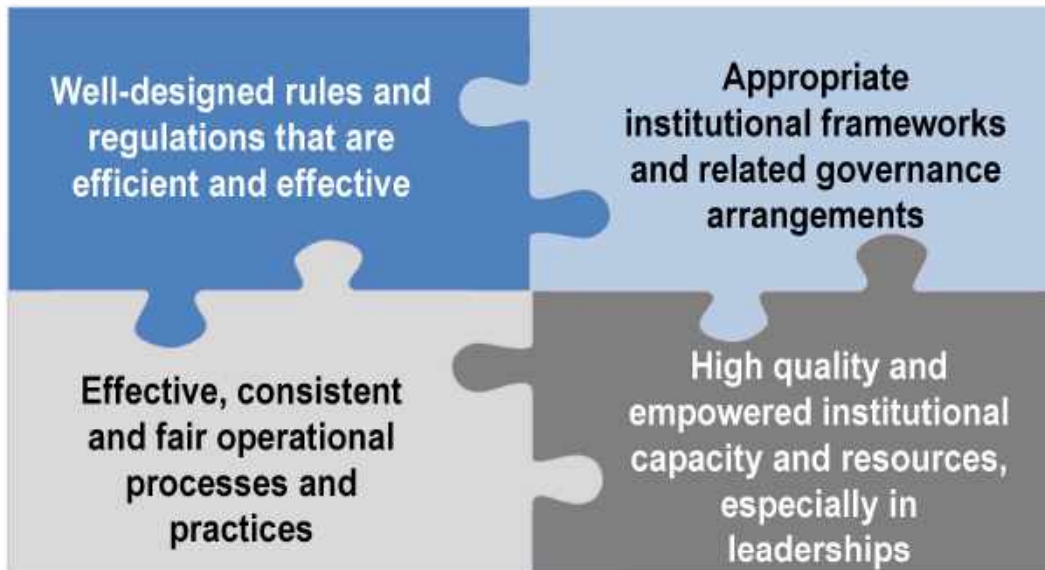 Well-designed rules and
regulations that are
efficient and effective
Appropriate
institutional frameworks
and related governance
arrangements
Effective, consistent
and fair operational
processes and
practices
High quality and
empowered institutional
capacity and resources,
especially in
leaderships